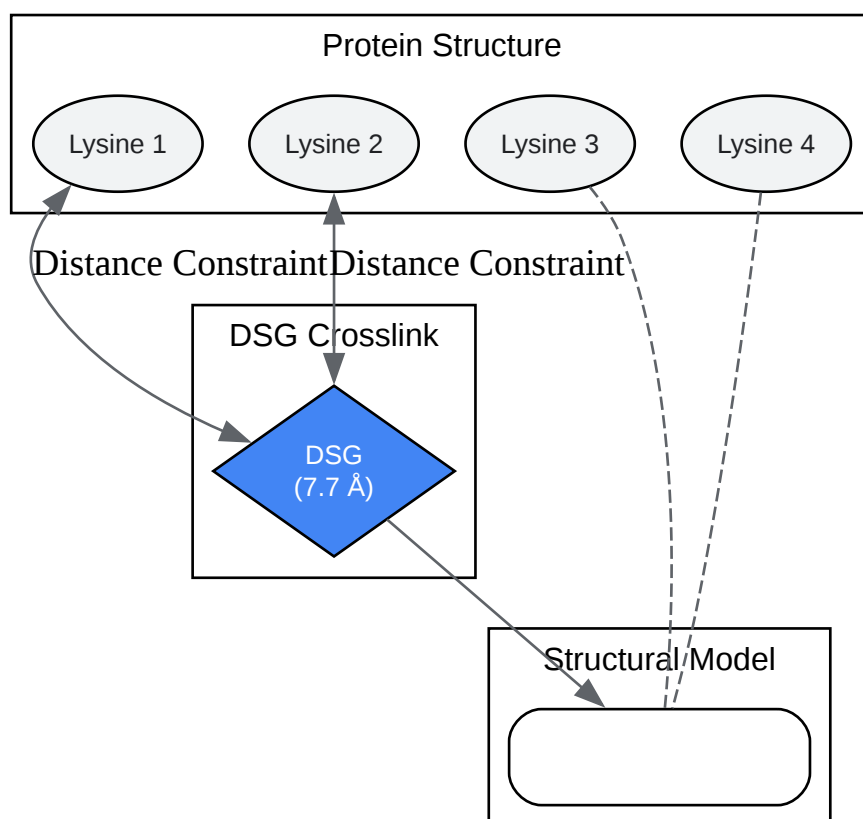 Protein Structure
Lysine 1
Lysine 2
Lysine 3
Lysine 4
Distance Constraint
Distance Constraint
DSG Crosslink
DSG
(7.7 Å)
Structural Model